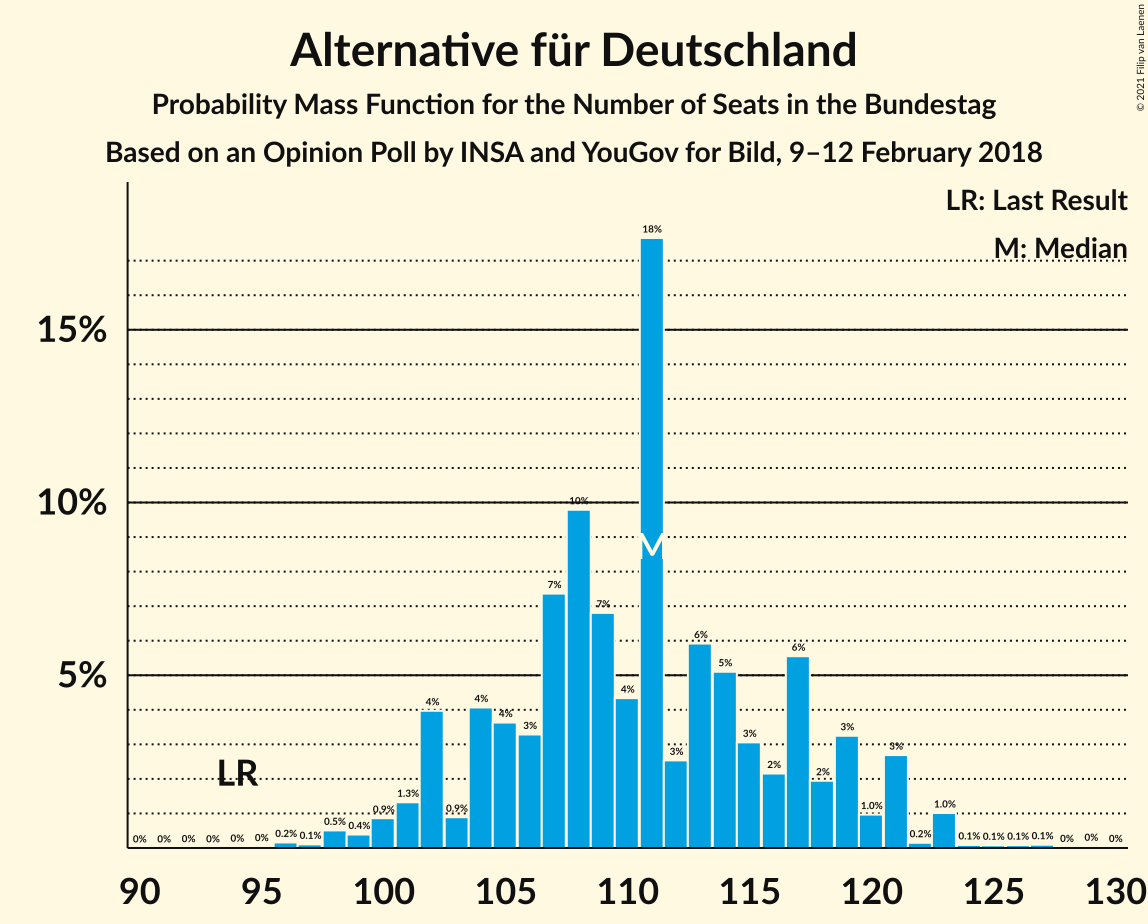 Alternative für Deutschland
Probability Mass Function for the Number of Seats in the Bundestag
Based on an Opinion Poll by INSA and YouGov for Bild, 9–12 February 2018
© 2021 Filip van Laenen
LR: Last Result
M: Median
15%
10%
5%
LR
M
0% 0% 0% 0% 0% 0% 0.2% 0.1% 0.5% 0.4% 0.9% 1.3% 4% 0.9% 4% 4% 3% 7% 10% 7% 4% 18% 3% 6% 5% 3% 2% 6% 2% 3% 1.0% 3% 0.2% 1.0% 0.1% 0.1% 0.1% 0.1% 0% 0% 0%
90 95 100 105 110 115 120 125 130